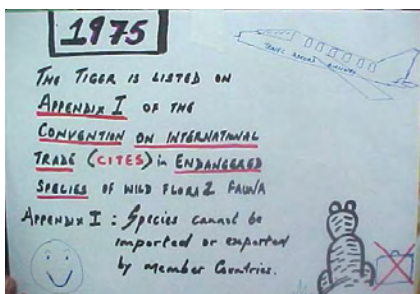 1975
THE TIGER IS LISTED ON
APPENDIX I OF THE
CONVENTION ON INTERNATIONAL
TRADE (CITES) in ENDANGERED
SPECIES OF WILD FLORA 2 FAUNA
APPENDIX I : Species cannot be
imported or exported
by member Countries.